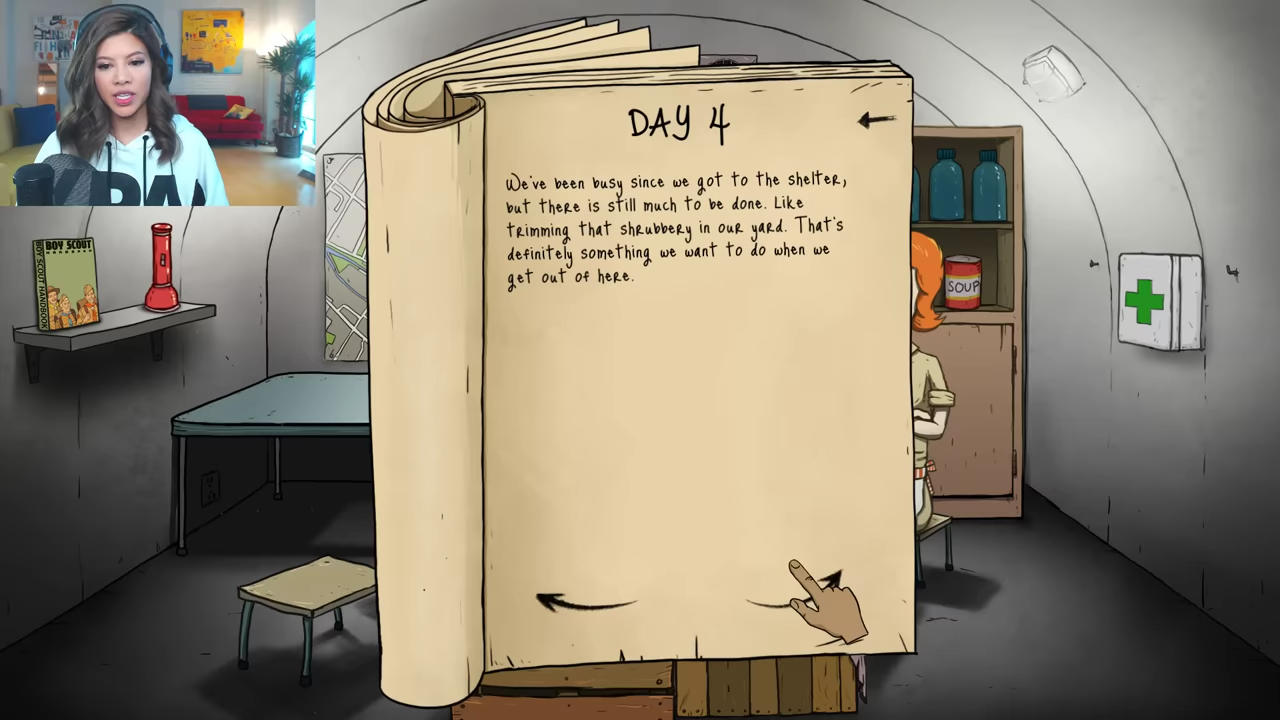 DAY 4
We've been busy since we got to the shelter,
but there is still much to be done. Like
trimming that shrubbery in our yard. That's
definitely something we want to do when we
get out of here.
BOY SCOUT
BOY SCOUT HANDBOOK
SOUP